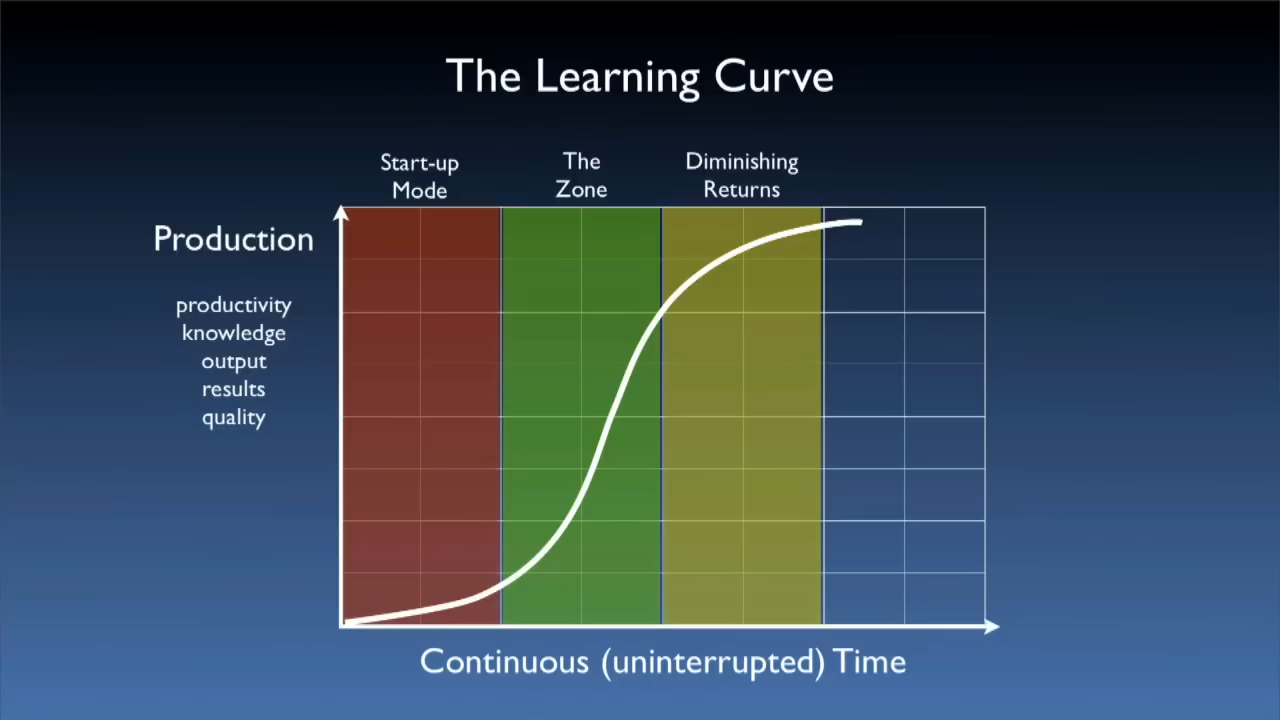 The Learning Curve
Start-up
Mode
The
Zone
Diminishing
Returns
Production
productivity
knowledge
output
results
quality
Continuous (uninterrupted) Time